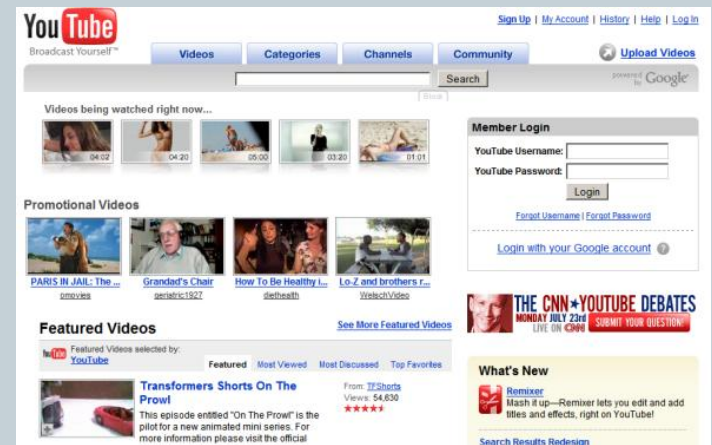 You Tube
Broadcast Yourself™
Sign Up | My Account | History | Help | Log In
Videos
Categories
Channels
Community
Upload Videos
Search
powered by Google
Videos being watched right now...
04:02
04:20
05:00
03:20
01:01
Promotional Videos
PARIS IN JAIL: The ...
Grandad's Chair
How To Be Healthy i...
Lo-Z and brothers r...
omovies
geriatric1927
diethealth
WelschVideo
Member Login
YouTube Username:
YouTube Password:
Login
Forgot Username | Forgot Password
Login with your Google account
THE CNN★YOUTUBE DEBATES
MONDAY JULY 23rd
LIVE ON CNN
SUBMIT YOUR QUESTION!
Featured Videos
See More Featured Videos
You Tube
Featured Videos selected by:
YouTube
Featured Most Viewed Most Discussed Top Favorites
Transformers Shorts On The
Prowl
This episode entitled "On The Prowl" is the
pilot for a new animated mini series. For
more information please visit the official
From: TFShorts
Views: 54,630
What's New
Remixer
Mash it up—Remixer lets you edit and add
titles and effects, right on YouTube!
Search Results Redesign